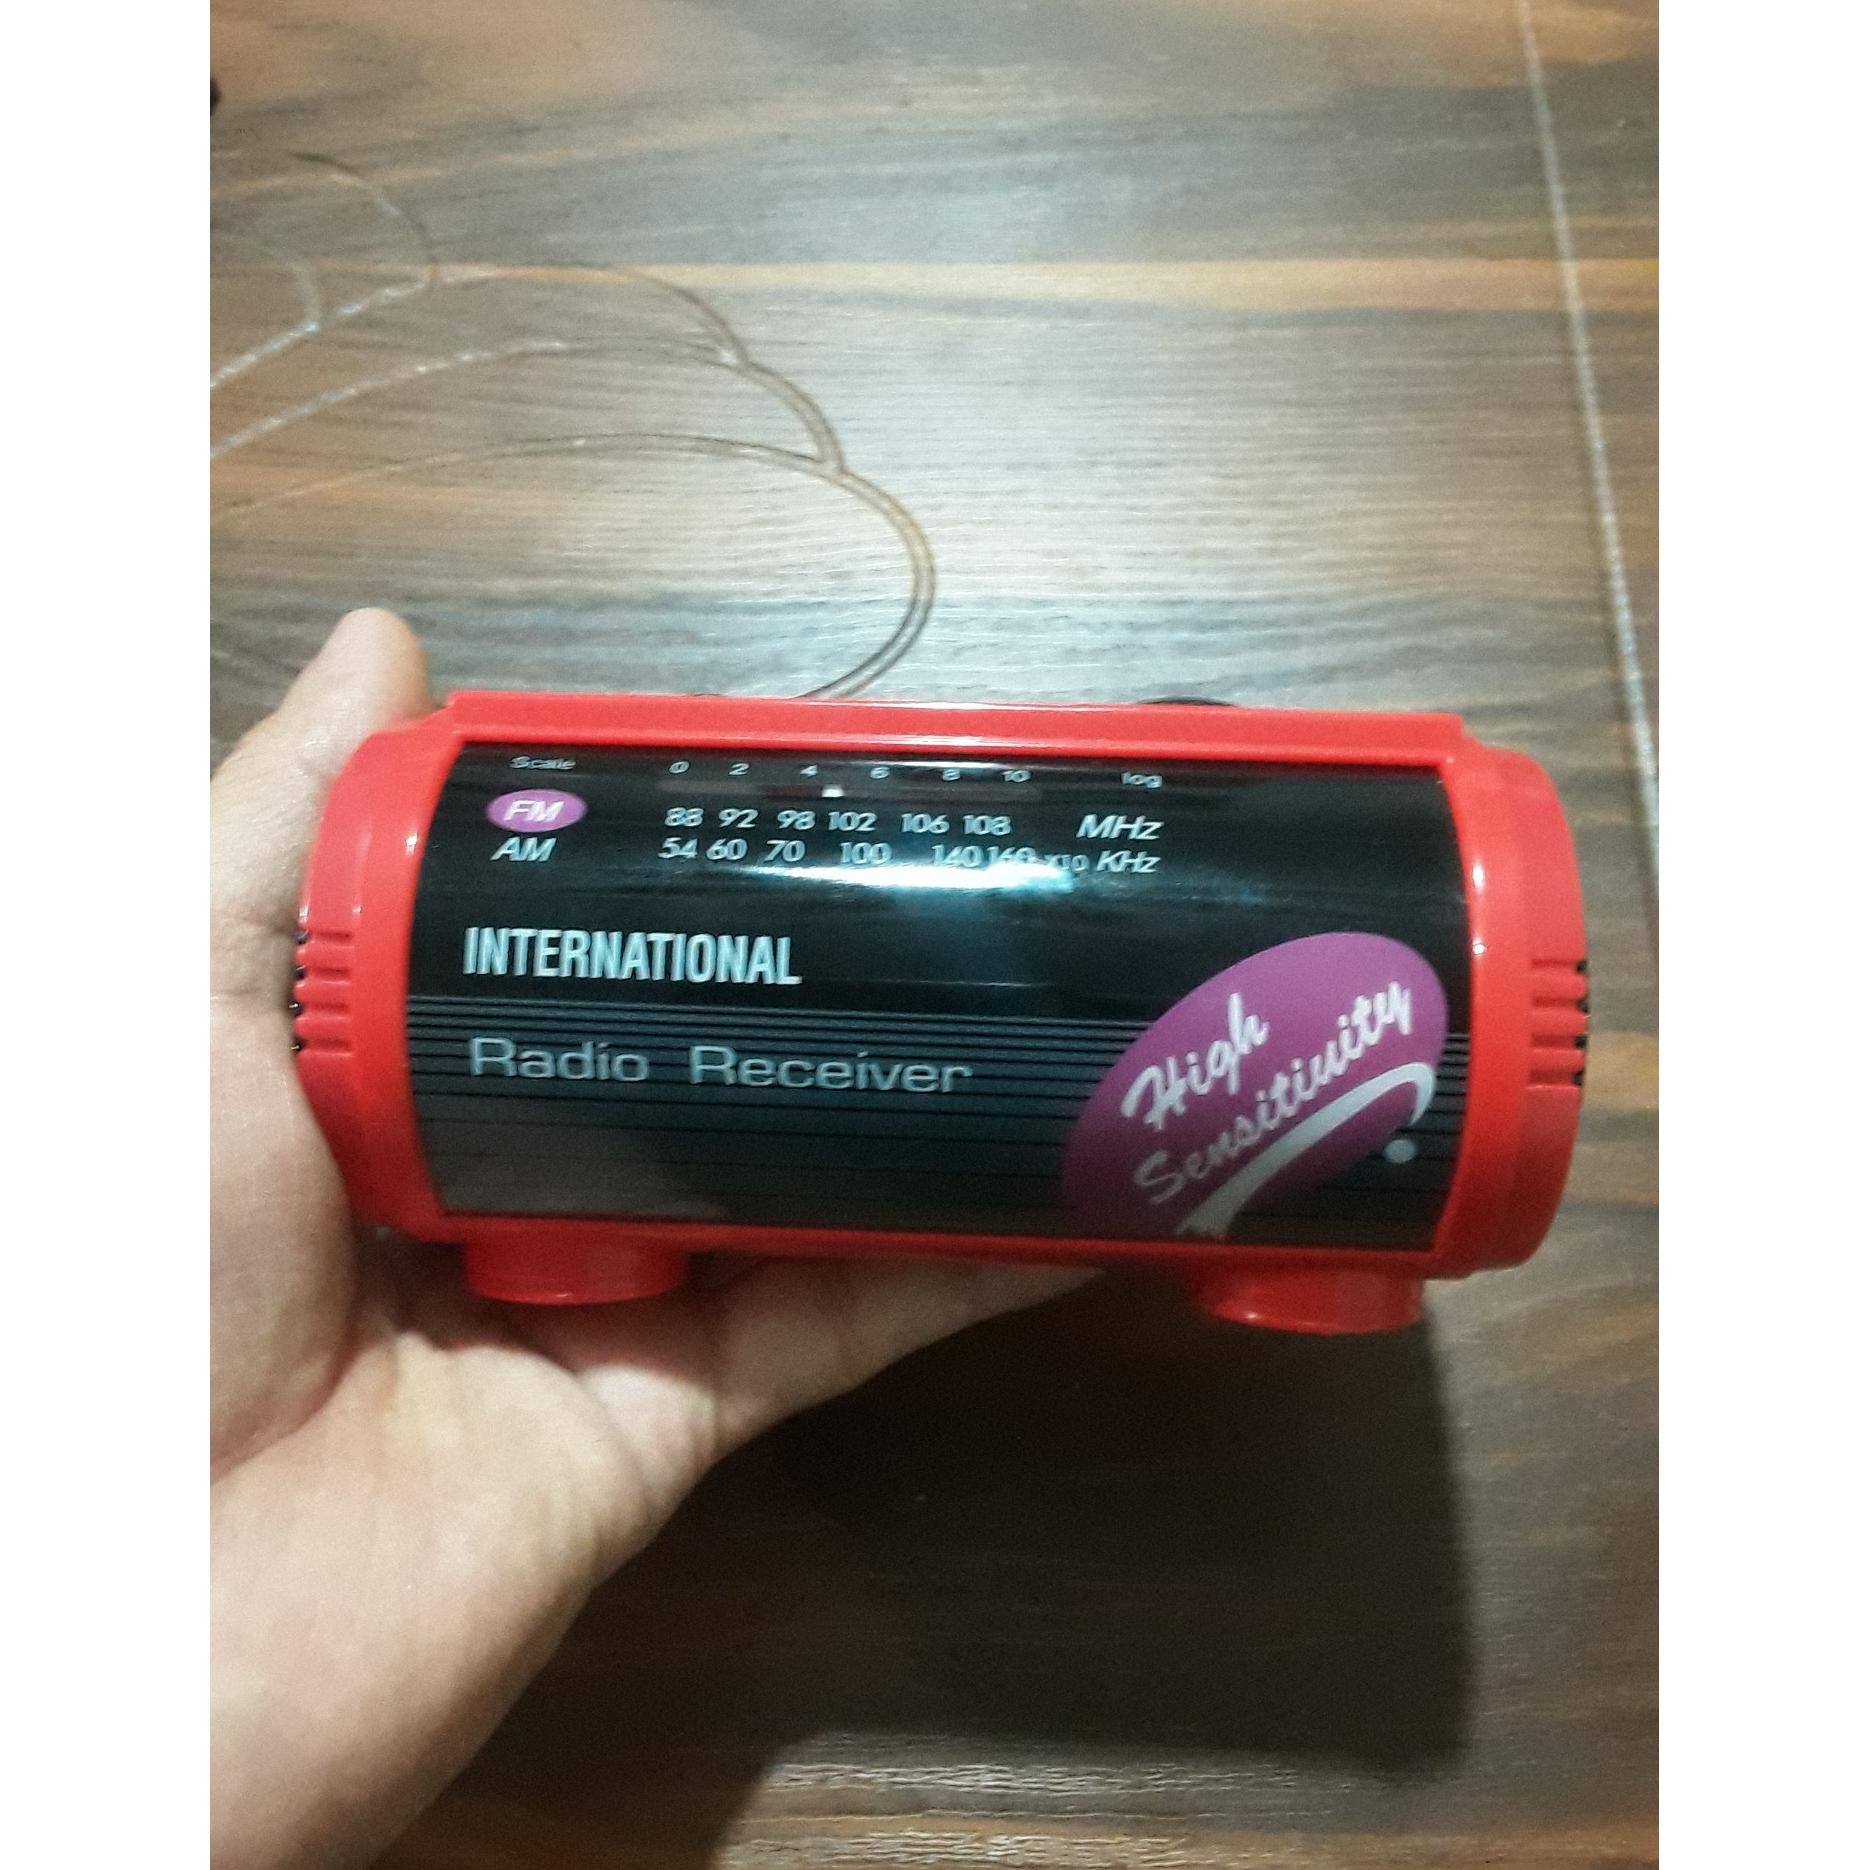 Scale 0 2 4 6 8 10 log
FM 88 92 98 102 106 108 MHz
AM 54 60 70 100 140 160 x10 KHz
INTERNATIONAL
Radio Receiver
High
Sensitivity